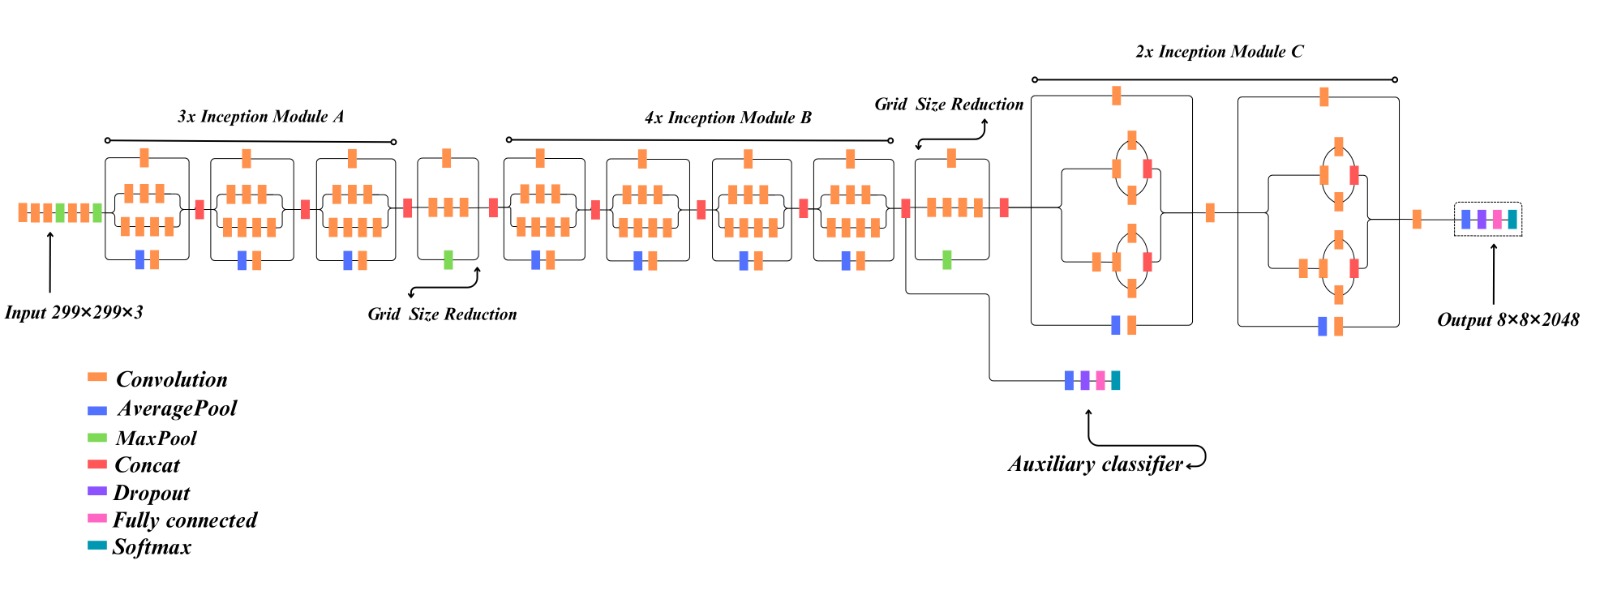 2x Inception Module C
Grid Size Reduction
3x Inception Module A
4x Inception Module B
Input 299×299×3
Grid Size Reduction
Output 8×8×2048
Convolution
AveragePool
MaxPool
Concat
Dropout
Fully connected
Softmax
Auxiliary classifier